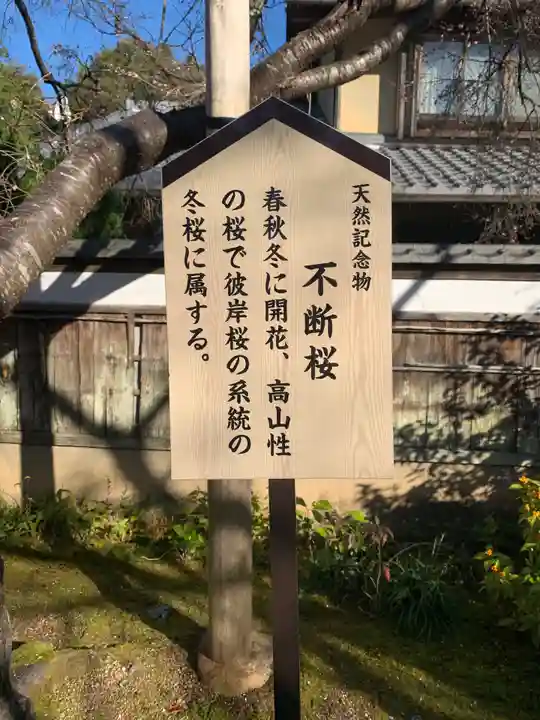 天然記念物
不断桜
春秋冬に開花、高山性
の桜で彼岸桜の系統の
冬桜に属する。